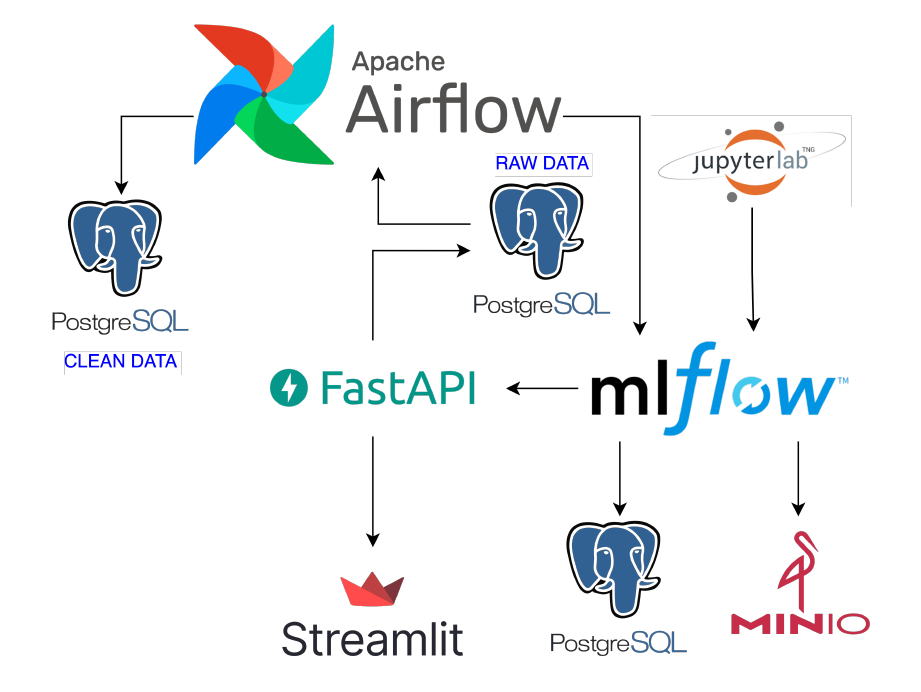 Apache
Airflow
RAW DATA
jupyterlab TNG
PostgreSQL
PostgreSQL
CLEAN DATA
FastAPI
mlflow™
Streamlit
PostgreSQL
MINIO